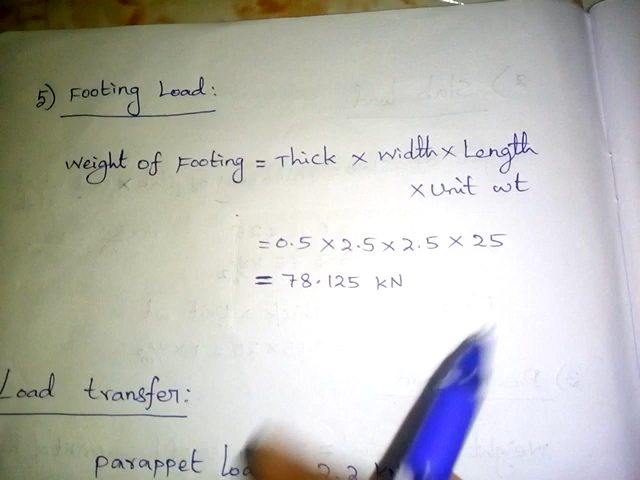 5) Footing Load:
Weight of Footing = Thick × Width × Length
× Unit wt
= 0.5 × 2.5 × 2.5 × 25
= 78.125 kN
Load transfer:
parappet